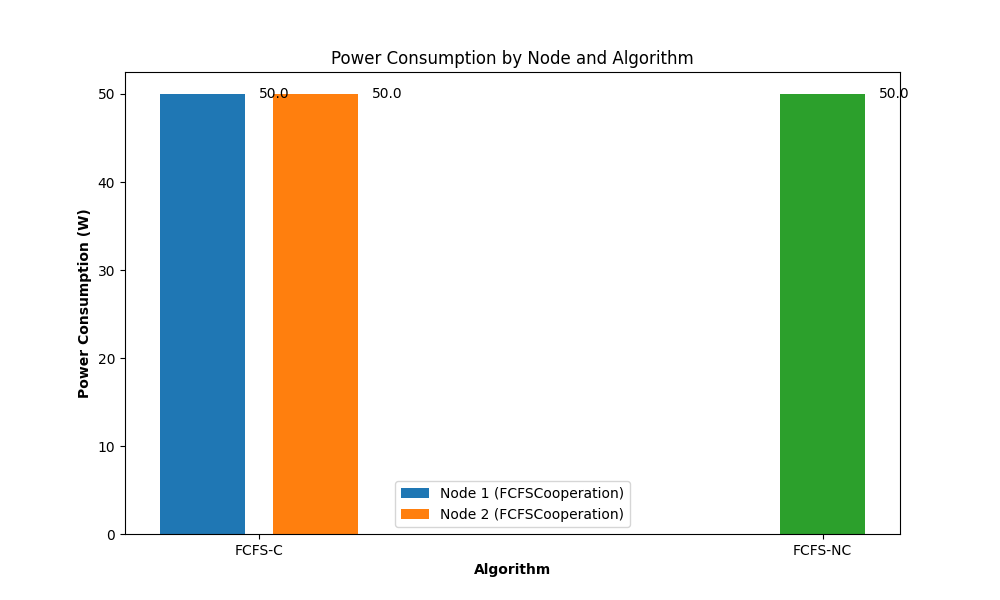 Power Consumption by Node and Algorithm
50.0
50.0
50.0
50
40
30
20
10
0
Power Consumption (W)
Node 1 (FCFSCooperation)
Node 2 (FCFSCooperation)
FCFS-C
FCFS-NC
Algorithm